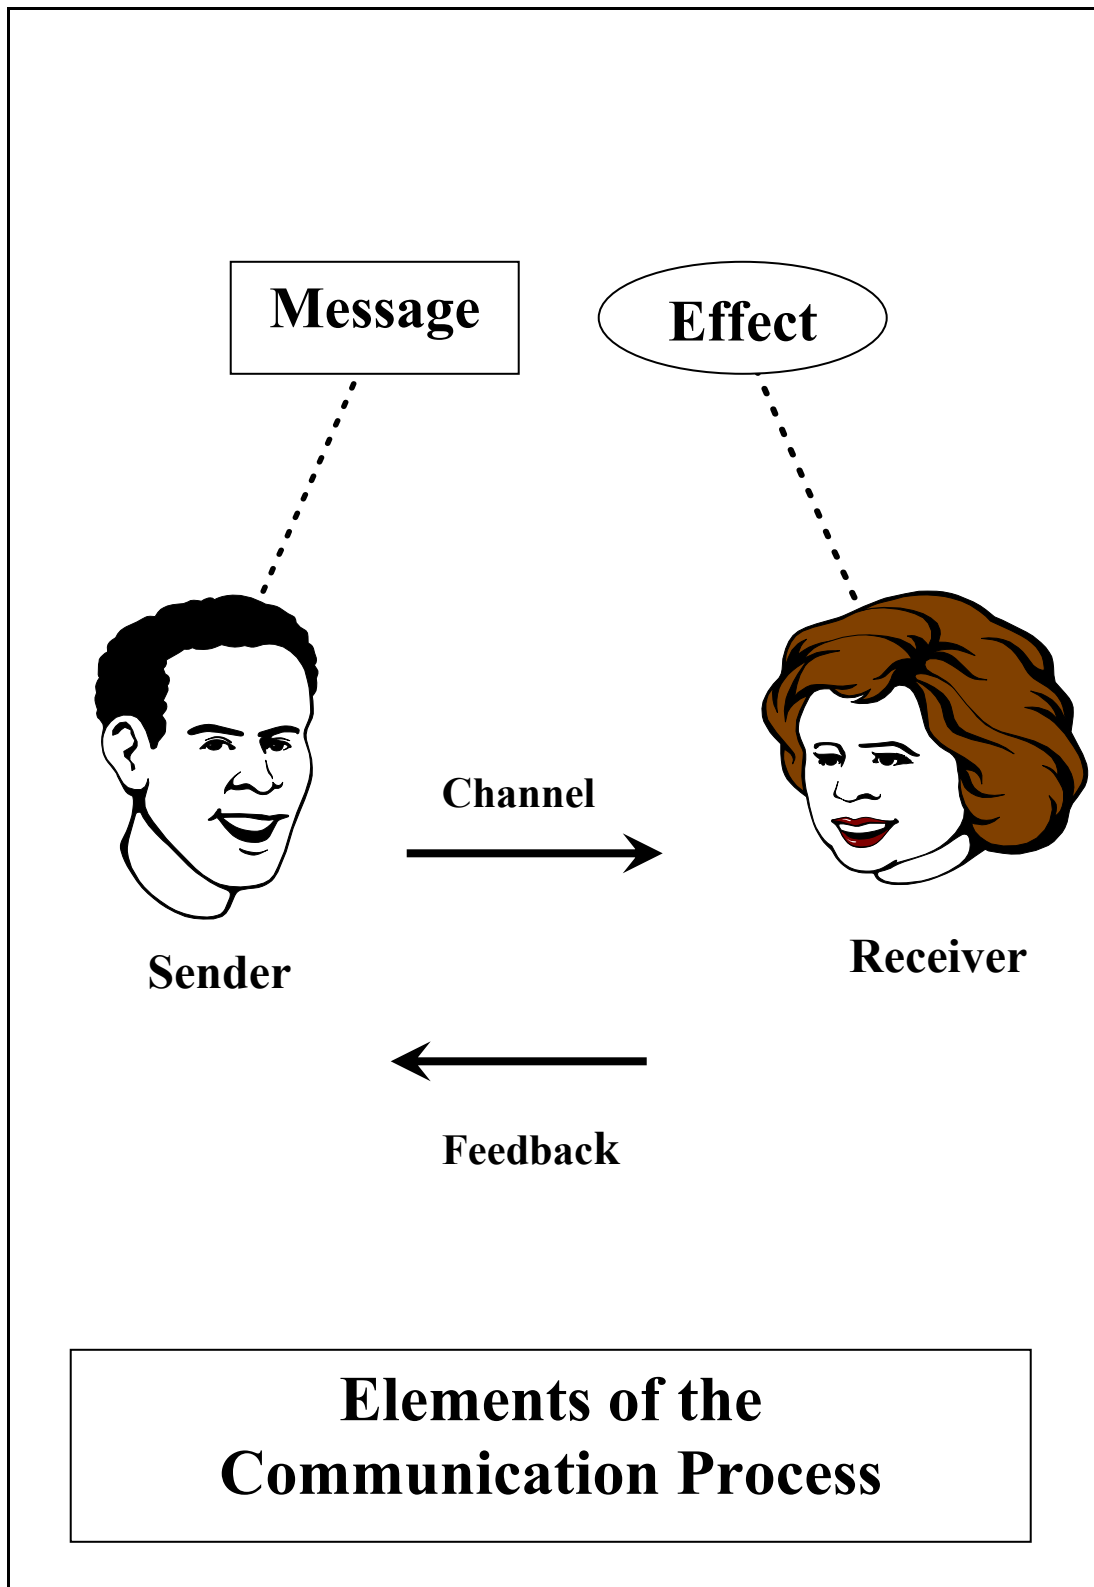 Message
Effect
Channel
Sender
Receiver
Feedback
Elements of the
Communication Process